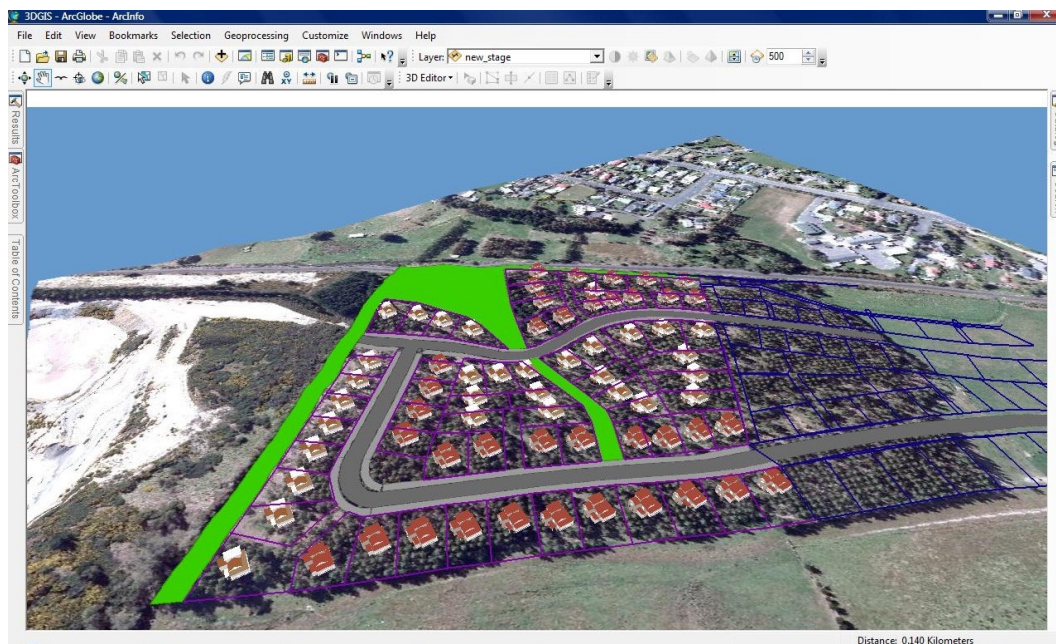 3DGIS - ArcGlobe - ArcInfo
File Edit View Bookmarks Selection Geoprocessing Customize Windows Help
Layer: new_stage 500
3D Editor
Results
ArcToolbox
Table of Contents
Distance: 0.140 Kilometers